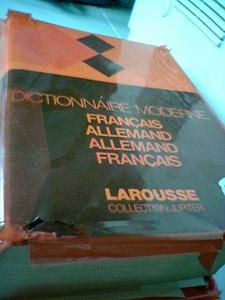 DICTIONNAIRE MODERNE
FRANÇAIS
ALLEMAND
ALLEMAND
FRANÇAIS
LAROUSSE
COLLECTION JUPITER